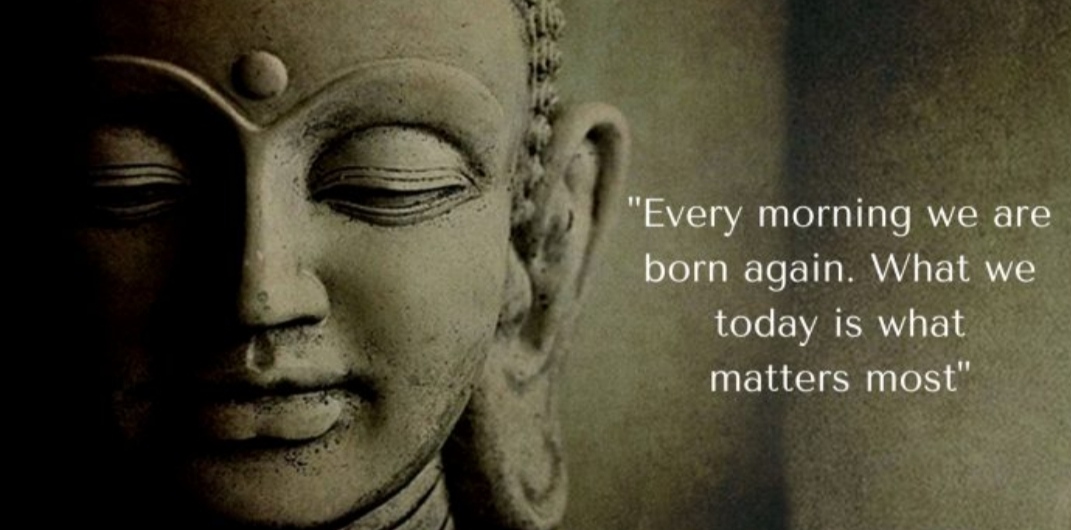 "Every morning we are
born again. What we
today is what
matters most"